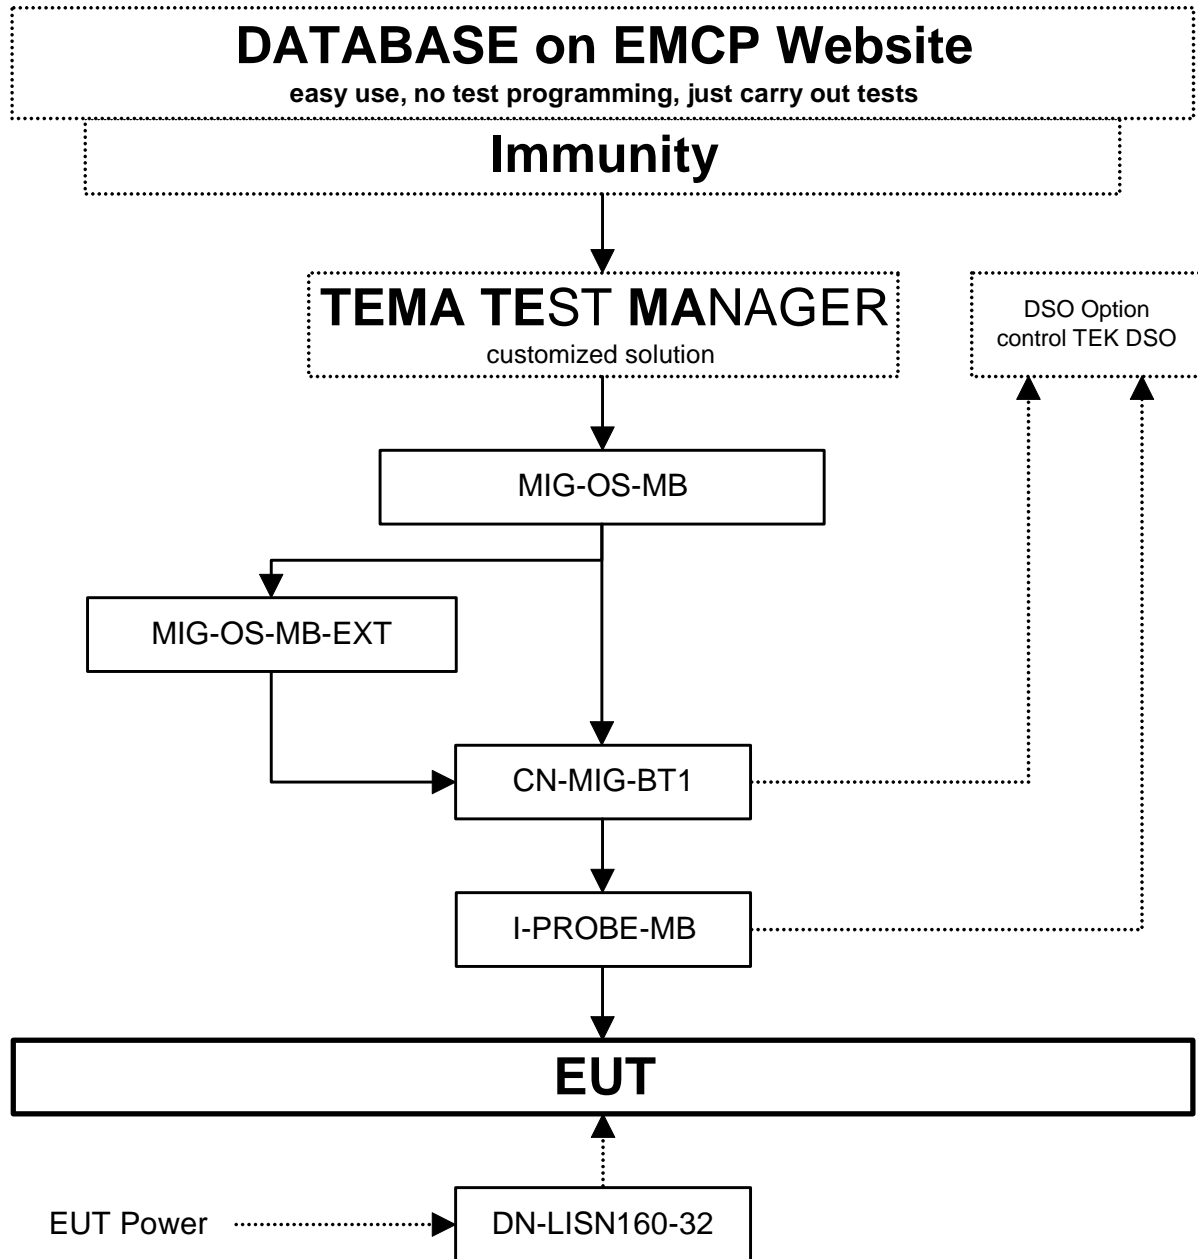 DATABASE on EMCP Website
easy use, no test programming, just carry out tests
Immunity
TEMA TEST MANAGER
customized solution
DSO Option
control TEK DSO
MIG-OS-MB
MIG-OS-MB-EXT
CN-MIG-BT1
I-PROBE-MB
EUT
EUT Power
DN-LISN160-32